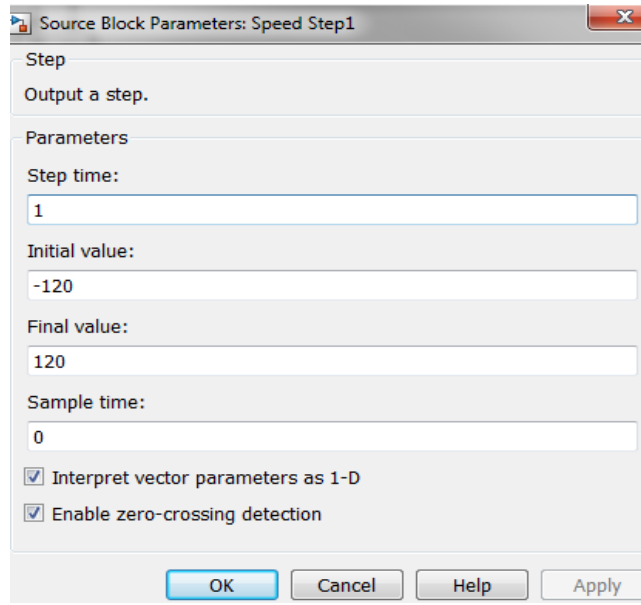 Source Block Parameters: Speed Step1
Step
Output a step.
Parameters
Step time:
1
Initial value:
-120
Final value:
120
Sample time:
0
Interpret vector parameters as 1-D
Enable zero-crossing detection
OK Cancel Help Apply